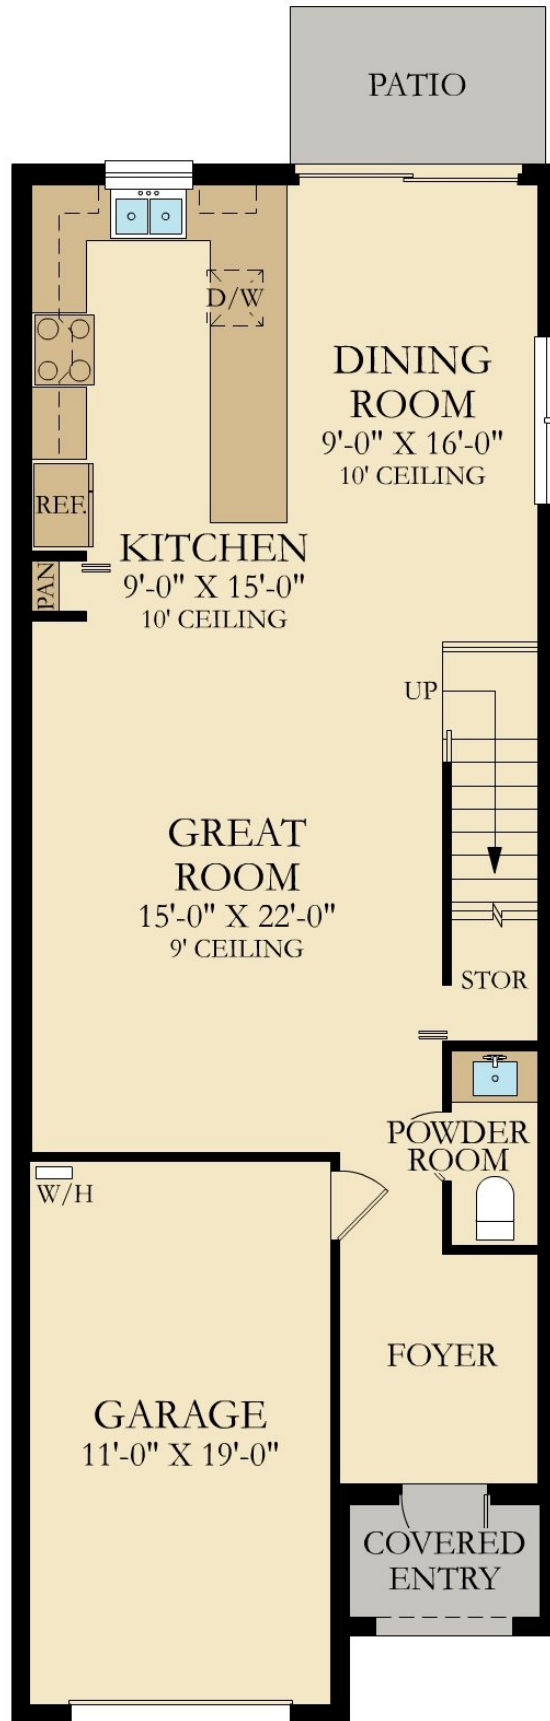 PATIO
D/W
DINING
ROOM
9'-0" X 16'-0"
10' CEILING
REF.
KITCHEN
9'-0" X 15'-0"
10' CEILING
PAN
UP
GREAT
ROOM
15'-0" X 22'-0"
9' CEILING
STOR
POWDER
ROOM
W/H
FOYER
GARAGE
11'-0" X 19'-0"
COVERED
ENTRY